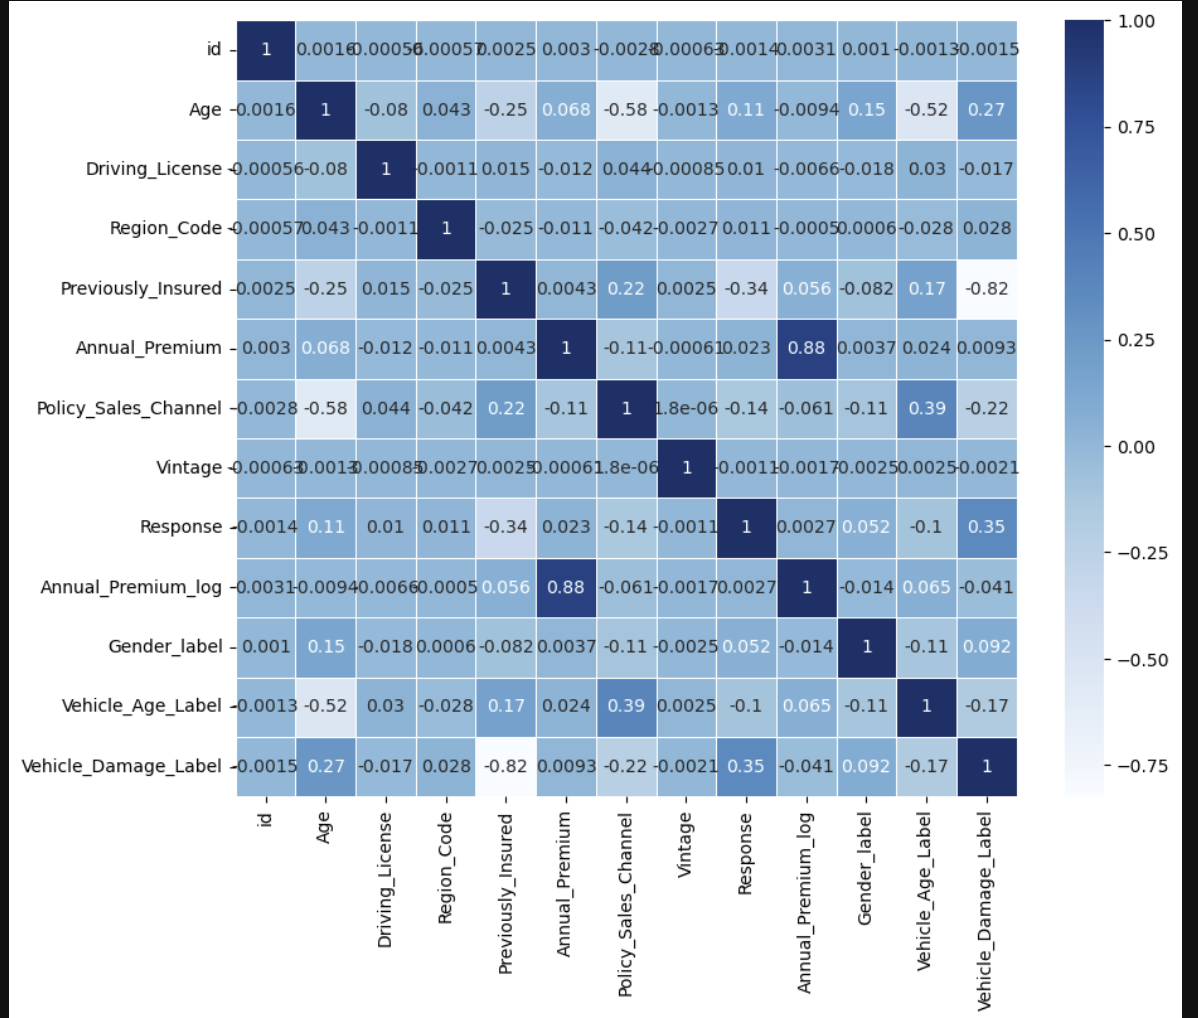 id 1 0.0016 -0.00056 -0.00057 0.0025 0.003 -0.0028 -0.00063 -0.0014 0.0031 0.001 -0.0013 -0.0015
Age 0.0016 1 -0.08 0.043 -0.25 0.068 -0.58 -0.0013 0.11 -0.0094 0.15 -0.52 0.27
Driving_License -0.00056 -0.08 1 -0.0011 0.015 -0.012 0.044 -0.00085 0.01 -0.0066 -0.018 0.03 -0.017
Region_Code -0.00057 0.043 -0.0011 1 -0.025 -0.011 -0.042 -0.0027 0.011 -0.0005 0.0006 -0.028 0.028
Previously_Insured 0.0025 -0.25 0.015 -0.025 1 0.0043 0.22 0.0025 -0.34 0.056 -0.082 0.17 -0.82
Annual_Premium 0.003 0.068 -0.012 -0.011 0.0043 1 -0.11 -0.00061 0.023 0.88 0.0037 0.024 0.0093
Policy_Sales_Channel -0.0028 -0.58 0.044 -0.042 0.22 -0.11 1 1.8e-06 -0.14 -0.061 -0.11 0.39 -0.22
Vintage -0.00063 -0.0013 -0.00085 -0.0027 0.0025 -0.00061 1.8e-06 1 -0.0011 -0.0017 -0.0025 0.0025 -0.0021
Response -0.0014 0.11 0.01 0.011 -0.34 0.023 -0.14 -0.0011 1 0.0027 0.052 -0.1 0.35
Annual_Premium_log 0.0031 -0.0094 -0.0066 -0.0005 0.056 0.88 -0.061 -0.0017 0.0027 1 -0.014 0.065 -0.041
Gender_label 0.001 0.15 -0.018 0.0006 -0.082 0.0037 -0.11 -0.0025 0.052 -0.014 1 -0.11 0.092
Vehicle_Age_Label -0.0013 -0.52 0.03 -0.028 0.17 0.024 0.39 0.0025 -0.1 0.065 -0.11 1 -0.17
Vehicle_Damage_Label -0.0015 0.27 -0.017 0.028 -0.82 0.0093 -0.22 -0.0021 0.35 -0.041 0.092 -0.17 1
id
Age
Driving_License
Region_Code
Previously_Insured
Annual_Premium
Policy_Sales_Channel
Vintage
Response
Annual_Premium_log
Gender_label
Vehicle_Age_Label
Vehicle_Damage_Label
1.00
0.75
0.50
0.25
0.00
−0.25
−0.50
−0.75